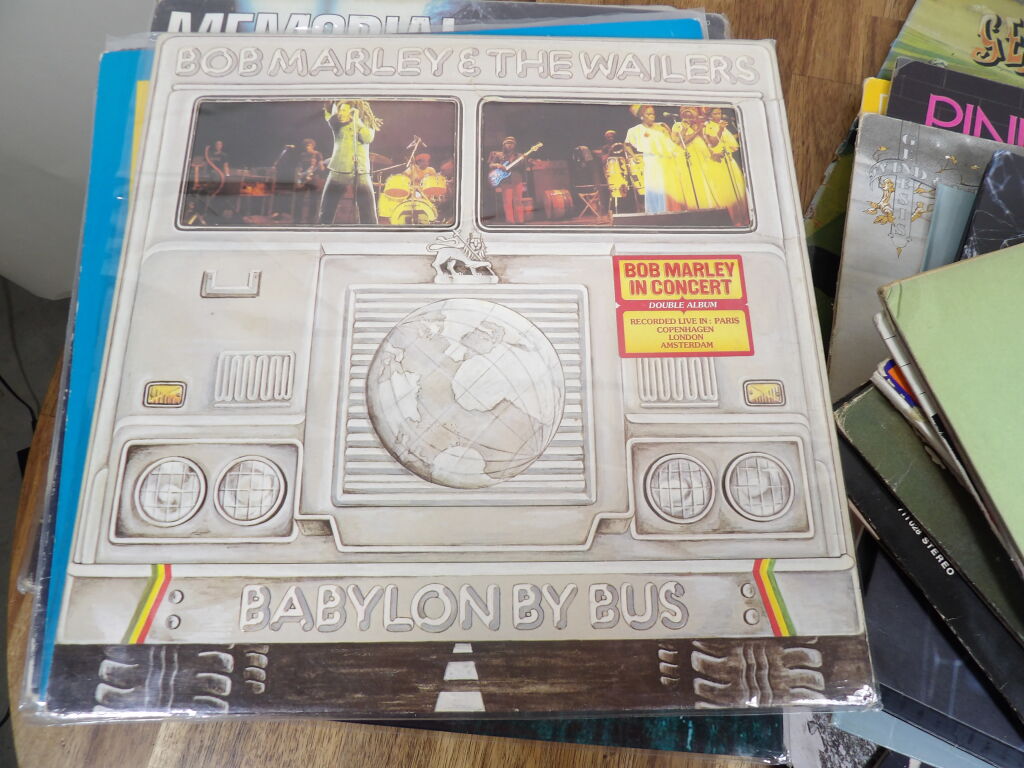 MEMORIAL
BOB MARLEY & THE WAILERS
BOB MARLEY
IN CONCERT
DOUBLE ALBUM
RECORDED LIVE IN: PARIS
COPENHAGEN
LONDON
AMSTERDAM
BABYLON BY BUS
STEREO